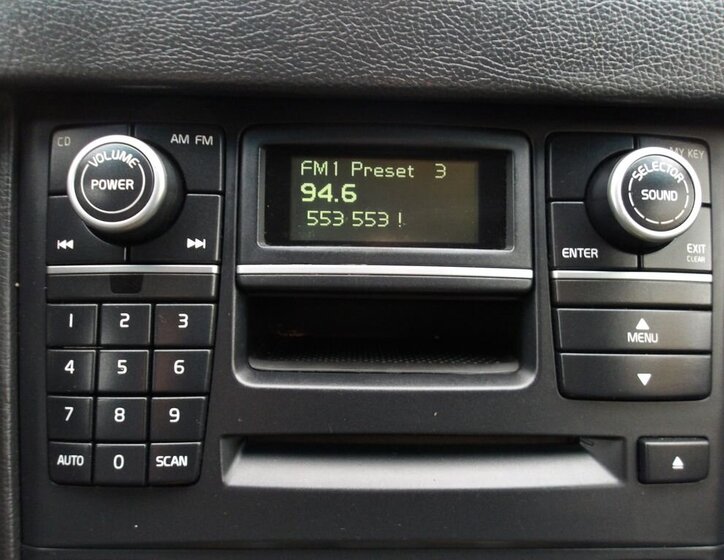 CD
AM FM
VOLUME
POWER
FM1 Preset 3
94.6
553 553 !
MY KEY
SELECTOR
SOUND
ENTER
EXIT
CLEAR
1 2 3
4 5 6
7 8 9
AUTO 0 SCAN
MENU